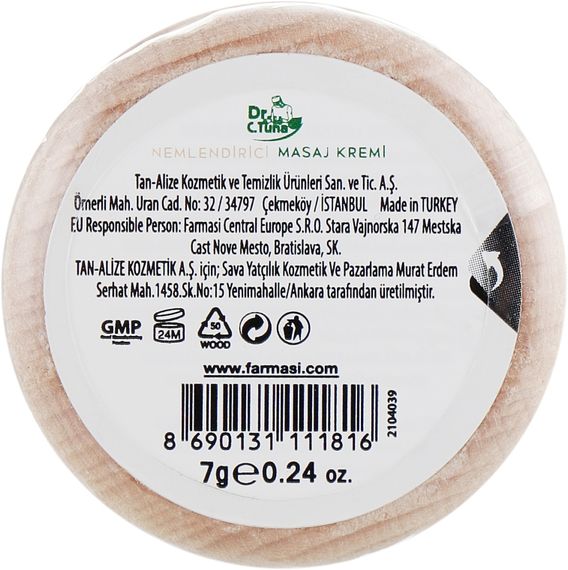 Dr.
C.Tuna
NEMLENDİRİCİ MASAJ KREMİ
Tan-Alize Kozmetik ve Temizlik Ürünleri San. ve Tic. A.Ş.
Örnerli Mah. Uran Cad. No: 32 / 34797 Çekmeköy / İSTANBUL Made in TURKEY
EU Responsible Person: Farmasi Central Europe S.R.O. Stara Vajnorska 147 Mestska
Cast Nove Mesto, Bratislava, SK.
TAN-ALİZE KOZMETİK A.Ş. için; Sava Yatçılık Kozmetik Ve Pazarlama Murat Erdem
Serhat Mah.1458.Sk.No:15 Yenimahalle/Ankara tarafından üretilmiştir.
GMP
Good Manufacturing
Practices
24M
50
WOOD
www.farmasi.com
8 690131 111816
2104039
7g℮0.24 oz.